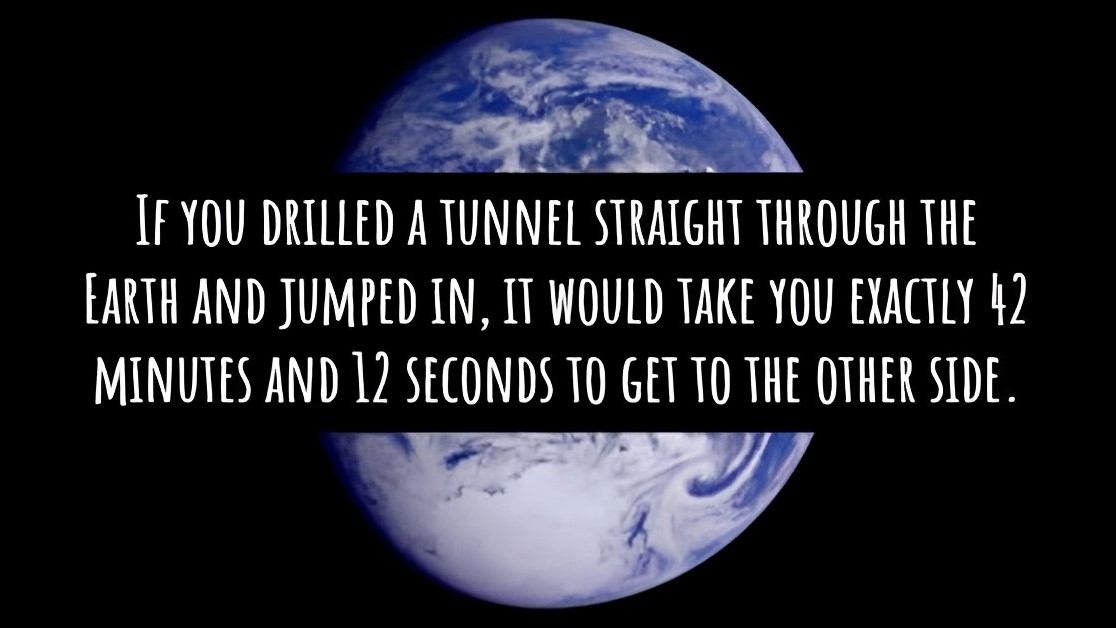 If you drilled a tunnel straight through the
Earth and jumped in, it would take you exactly 42
minutes and 12 seconds to get to the other side.